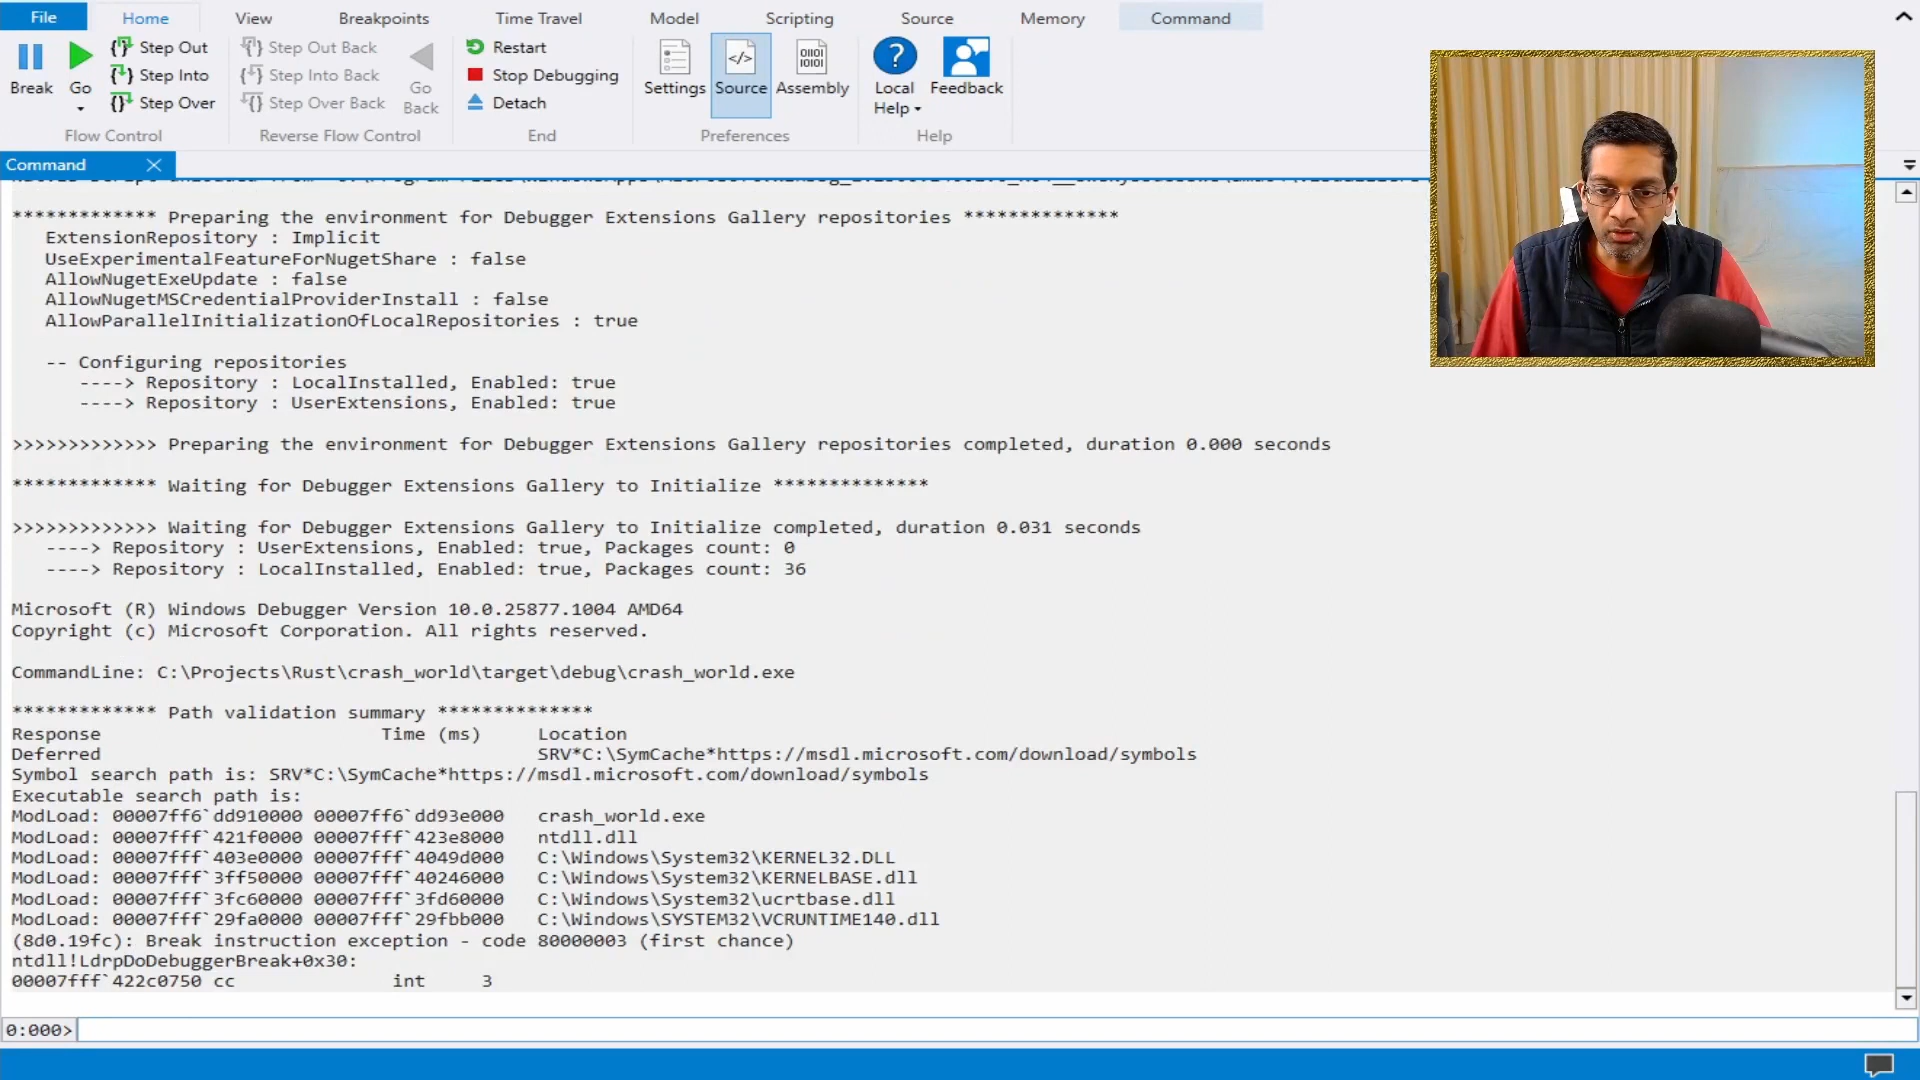 File Home View Breakpoints Time Travel Model Scripting Source Memory Command
Break
Go
Step Out
Step Into
Step Over
Flow Control
Step Out Back
Step Into Back
Step Over Back
Go Back
Reverse Flow Control
Restart
Stop Debugging
Detach
End
Settings
Source
Assembly
Preferences
Local Help
Feedback
Help
Command
************* Preparing the environment for Debugger Extensions Gallery repositories **************
ExtensionRepository : Implicit
UseExperimentalFeatureForNugetShare : false
AllowNugetExeUpdate : false
AllowNugetMSCredentialProviderInstall : false
AllowParallelInitializationOfLocalRepositories : true
-- Configuring repositories
----> Repository : LocalInstalled, Enabled: true
----> Repository : UserExtensions, Enabled: true
>>>>>>>>>>>>> Preparing the environment for Debugger Extensions Gallery repositories completed, duration 0.000 seconds
************* Waiting for Debugger Extensions Gallery to Initialize **************
>>>>>>>>>>>>> Waiting for Debugger Extensions Gallery to Initialize completed, duration 0.031 seconds
----> Repository : UserExtensions, Enabled: true, Packages count: 0
----> Repository : LocalInstalled, Enabled: true, Packages count: 36
Microsoft (R) Windows Debugger Version 10.0.25877.1004 AMD64
Copyright (c) Microsoft Corporation. All rights reserved.
CommandLine: C:\Projects\Rust\crash_world\target\debug\crash_world.exe
************* Path validation summary **************
Response Time (ms) Location
Deferred SRV*C:\SymCache*https://msdl.microsoft.com/download/symbols
Symbol search path is: SRV*C:\SymCache*https://msdl.microsoft.com/download/symbols
Executable search path is:
ModLoad: 00007ff6`dd910000 00007ff6`dd93e000 crash_world.exe
ModLoad: 00007fff`421f0000 00007fff`423e8000 ntdll.dll
ModLoad: 00007fff`403e0000 00007fff`4049d000 C:\Windows\System32\KERNEL32.DLL
ModLoad: 00007fff`3ff50000 00007fff`40246000 C:\Windows\System32\KERNELBASE.dll
ModLoad: 00007fff`3fc60000 00007fff`3fd60000 C:\Windows\System32\ucrtbase.dll
ModLoad: 00007fff`29fa0000 00007fff`29fbb000 C:\Windows\SYSTEM32\VCRUNTIME140.dll
(8d0.19fc): Break instruction exception - code 80000003 (first chance)
ntdll!LdrpDoDebuggerBreak+0x30:
00007fff`422c0750 cc int 3
0:000>